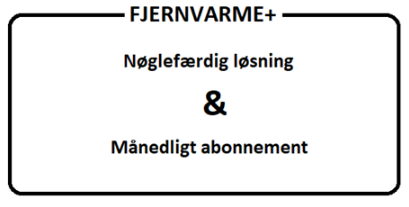 FJERNVARME+
Nøglefærdig løsning
&
Månedligt abonnement